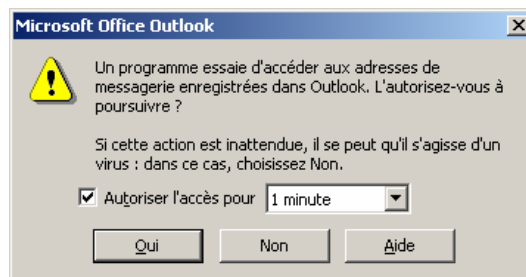 Microsoft Office Outlook
Un programme essaie d'accéder aux adresses de
messagerie enregistrées dans Outlook. L'autorisez-vous à
poursuivre ?
Si cette action est inattendue, il se peut qu'il s'agisse d'un
virus : dans ce cas, choisissez Non.
Autoriser l'accès pour 1 minute
Oui Non Aide